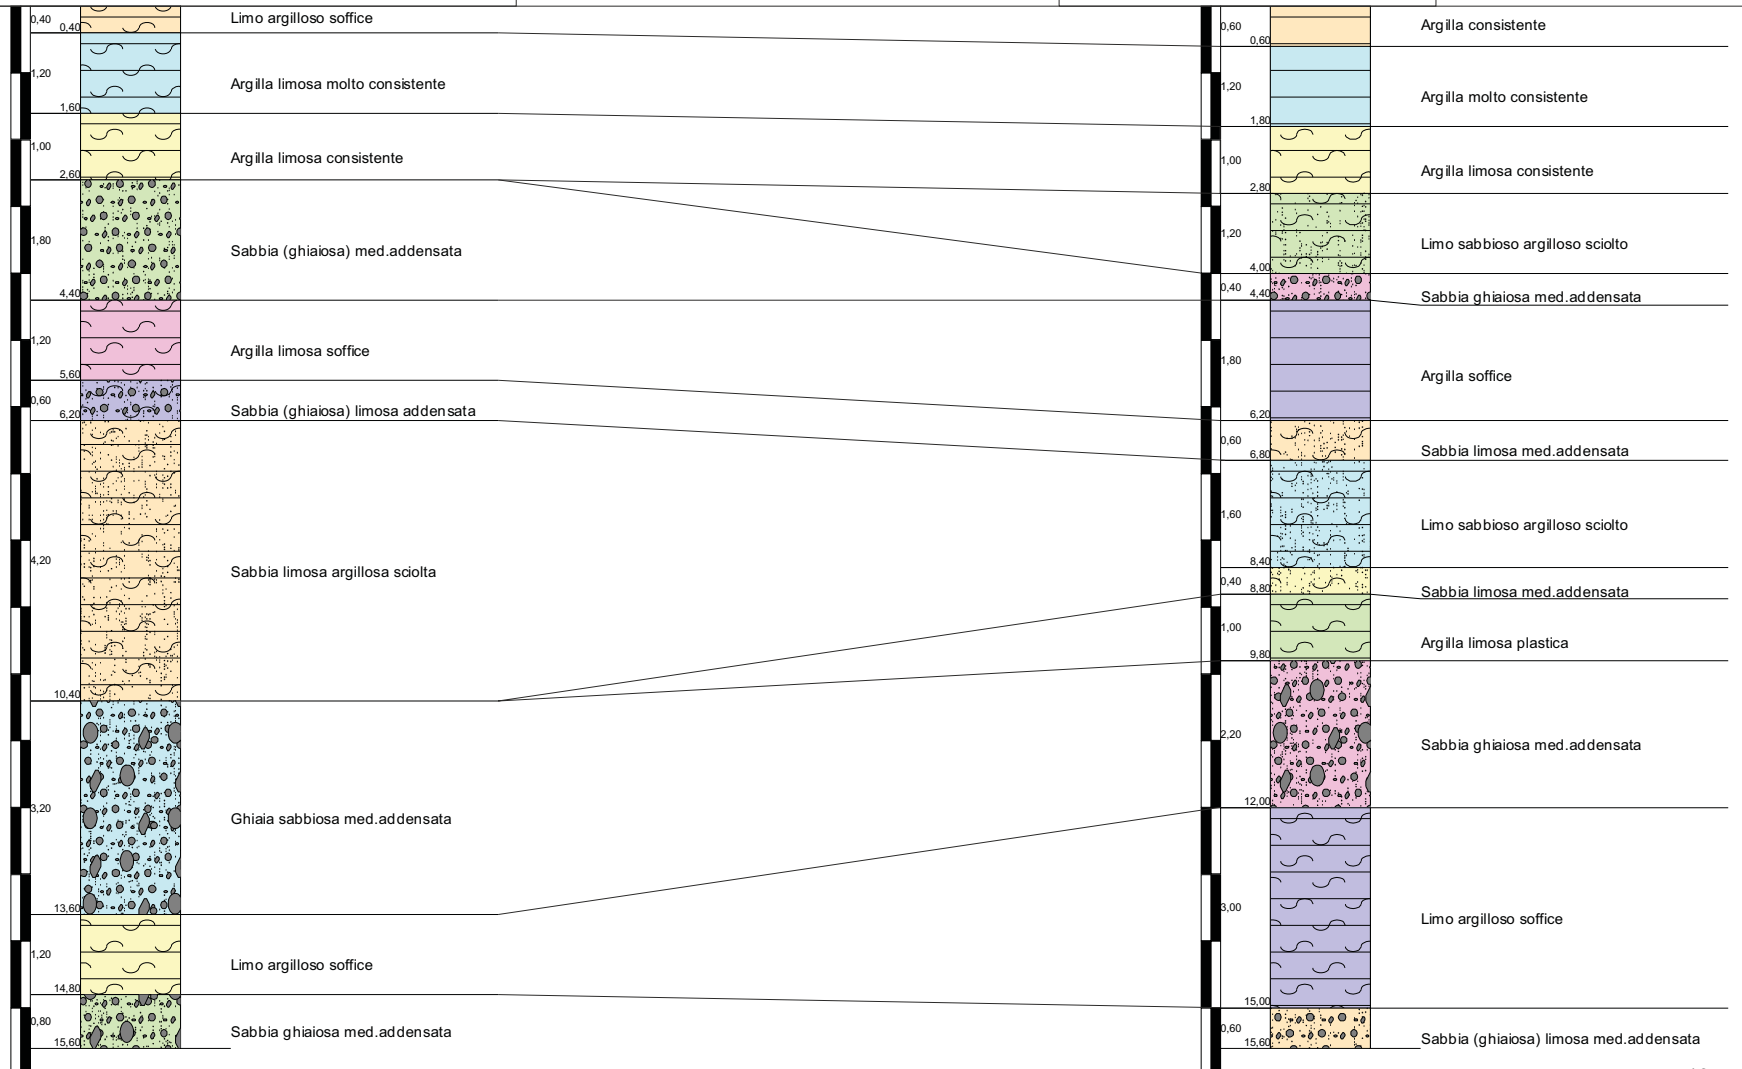 0,40
0,40
Limo argilloso soffice
1,20
1,60
Argilla limosa molto consistente
1,00
2,60
Argilla limosa consistente
1,80
4,40
Sabbia (ghiaiosa) med.addensata
1,20
5,60
Argilla limosa soffice
0,60
6,20
Sabbia (ghiaiosa) limosa addensata
4,20
10,40
Sabbia limosa argillosa sciolta
3,20
13,60
Ghiaia sabbiosa med.addensata
1,20
14,80
Limo argilloso soffice
0,80
15,60
Sabbia ghiaiosa med.addensata
0,60
0,60
Argilla consistente
1,20
1,80
Argilla molto consistente
1,00
2,80
Argilla limosa consistente
1,20
4,00
Limo sabbioso argilloso sciolto
0,40
4,40
Sabbia ghiaiosa med.addensata
1,80
6,20
Argilla soffice
0,60
6,80
Sabbia limosa med.addensata
1,60
8,40
Limo sabbioso argilloso sciolto
0,40
8,80
Sabbia limosa med.addensata
1,00
9,80
Argilla limosa plastica
2,20
12,00
Sabbia ghiaiosa med.addensata
3,00
15,00
Limo argilloso soffice
0,60
15,60
Sabbia (ghiaiosa) limosa med.addensata